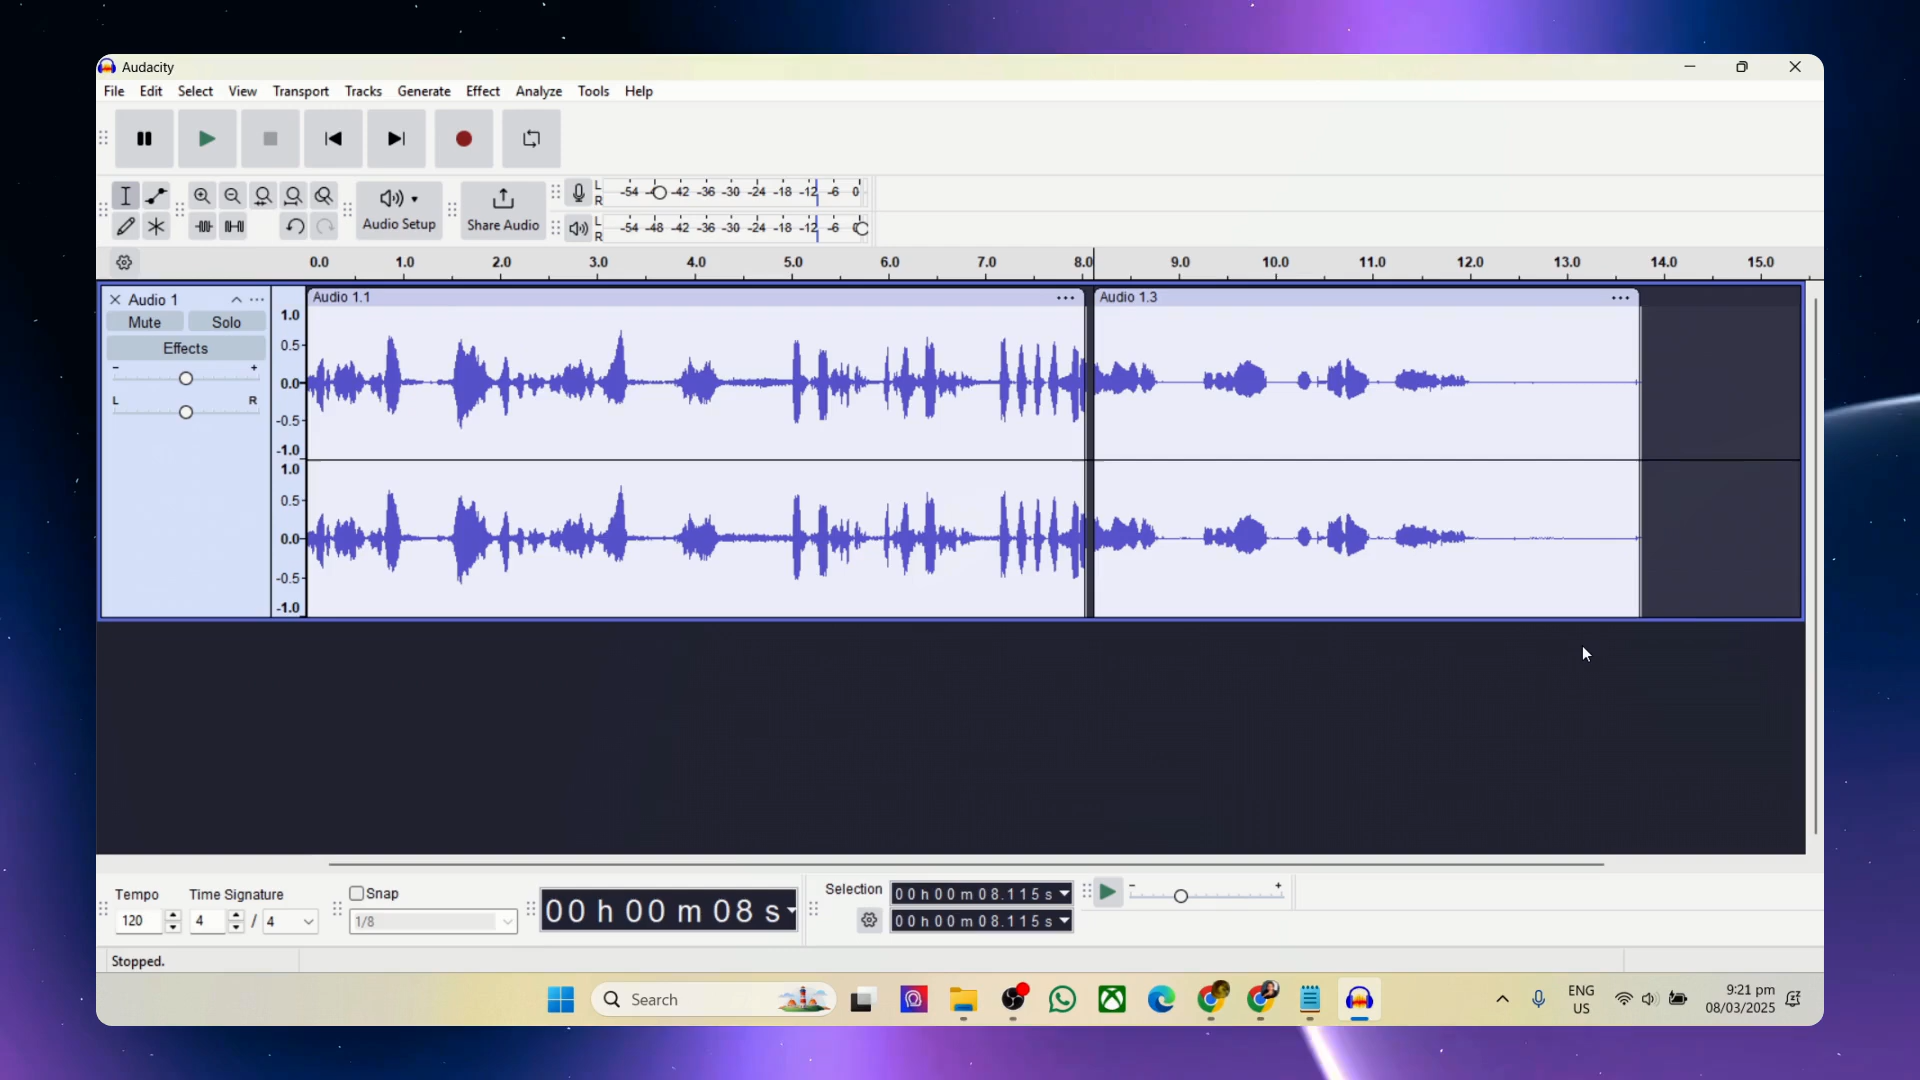 Audacity
File Edit Select View Transport Tracks Generate Effect Analyze Tools Help
Audio Setup
Share Audio
L
R
-54 -42 -36 -30 -24 -18 -12 -6 0
L
R
-54 -48 -42 -36 -30 -24 -18 -12 -6
0.0 1.0 2.0 3.0 4.0 5.0 6.0 7.0 8.0 9.0 10.0 11.0 12.0 13.0 14.0 15.0
Audio 1
Mute Solo
Effects
- +
L R
Audio 1.1
Audio 1.3
1.0
0.5
0.0
-0.5
-1.0
1.0
0.5
0.0
-0.5
-1.0
Tempo
120
Time Signature
4 / 4
Snap
1/8
00 h 00 m 08 s
Selection
00 h 00 m 08.115 s
00 h 00 m 08.115 s
- +
Stopped.
Search
ENG
US
9:21 pm
08/03/2025